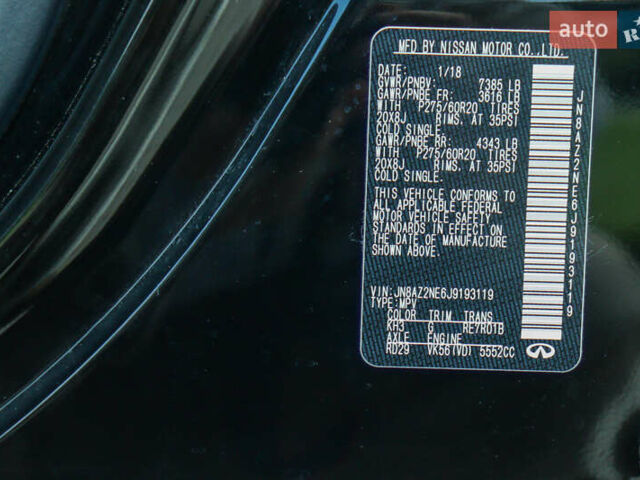 auto
MFD BY NISSAN MOTOR CO.,LTD.
DATE: 1/18
GVWR/PNBV: 7385 LB
GAWR/PNBE FR: 3616 LB
WITH P275/60R20 TIRES
20X8J RIMS. AT 35PSI
COLD SINGLE.
GAWR/PNBE RR: 4343 LB
WITH P275/60R20 TIRES
20X8J RIMS. AT 35PSI
COLD SINGLE.
THIS VEHICLE CONFORMS TO
ALL APPLICABLE FEDERAL
MOTOR VEHICLE SAFETY
STANDARDS IN EFFECT ON
THE DATE OF MANUFACTURE
SHOWN ABOVE.
VIN: JN8AZ2NE6J9193119
TYPE: MPV
COLOR TRIM TRANS
KH3 G RE7R01B
AXLE ENGINE
RD29 VK56(VD) 5552CC
JN8AZ2NE6J9193119